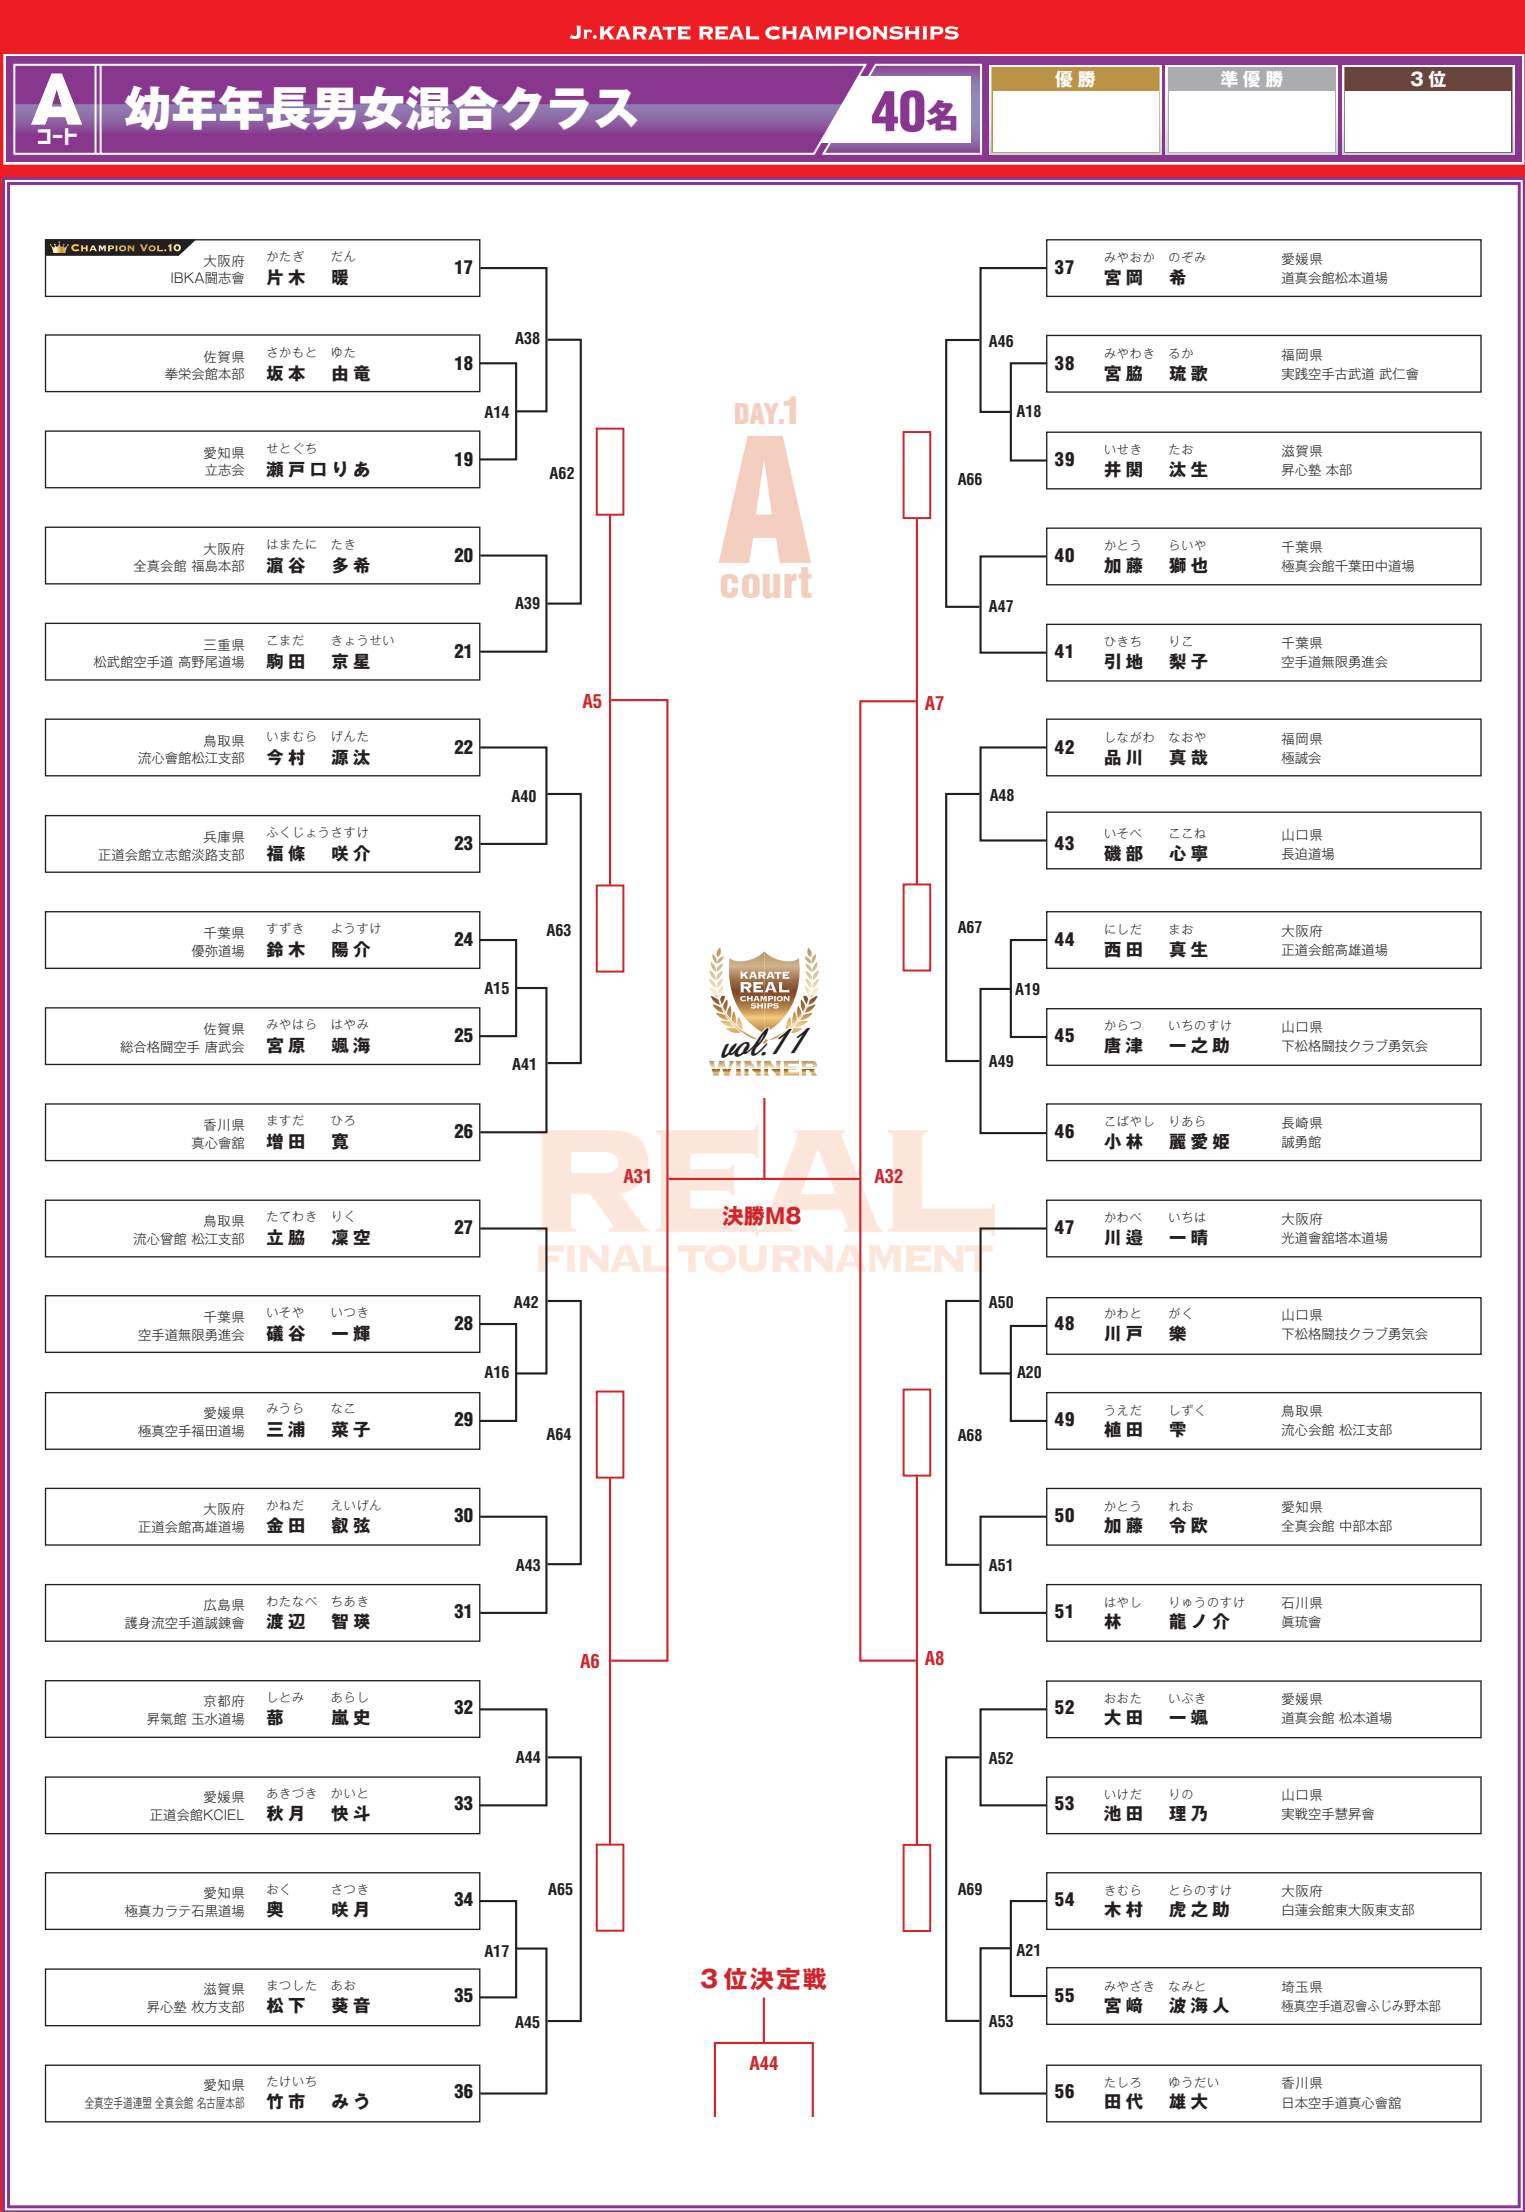 Jr.KARATE REAL CHAMPIONSHIPS
A
コート
幼年年長男女混合クラス
40名
優勝
準優勝
3位
CHAMPION VOL.10
大阪府 かたぎ だん
IBKA闘志會 片木 暖 17
佐賀県 さかもと ゆた
拳栄会館本部 坂本 由竜 18
愛知県 せとぐち
立志会 瀬戸口りあ 19
大阪府 はまたに たき
全真会館 福島本部 濵谷 多希 20
三重県 こまだ きょうせい
松武館空手道 高野尾道場 駒田 京星 21
鳥取県 いまむら げんた
流心會館松江支部 今村 源汰 22
兵庫県 ふくじょうさすけ
正道会館立志館淡路支部 福條 咲介 23
千葉県 すずき ようすけ
優弥道場 鈴木 陽介 24
佐賀県 みやはら はやみ
総合格闘空手 唐武会 宮原 颯海 25
香川県 ますだ ひろ
真心會舘 増田 寛 26
鳥取県 たてわき りく
流心曾館 松江支部 立脇 凜空 27
千葉県 いそや いつき
空手道無限勇進会 礒谷 一輝 28
愛媛県 みうら なこ
極真空手福田道場 三浦 菜子 29
大阪府 かねだ えいげん
正道会館髙雄道場 金田 叡弦 30
広島県 わたなべ ちあき
護身流空手道誠錬會 渡辺 智瑛 31
京都府 しとみ あらし
昇氣館 玉水道場 蔀 嵐史 32
愛媛県 あきづき かいと
正道会館KCIEL 秋月 快斗 33
愛知県 おく さつき
極真カラテ石黒道場 奥 咲月 34
滋賀県 まつした あお
昇心塾 枚方支部 松下 葵音 35
愛知県 たけいち
全真空手道連盟 全真会館 名古屋本部 竹市 みう 36
A38
A14
A62
A39
A5
A40
A63
A15
A41
A31
A42
A16
A64
A43
A6
A44
A65
A17
A45
DAY.1
A
court
KARATE
REAL
CHAMPION
SHIPS
vol.11
WINNER
REAL
FINAL TOURNAMENT
決勝M8
3位決定戦
A44
A46
A18
A66
A47
A7
A48
A67
A19
A49
A32
A50
A20
A68
A51
A8
A52
A69
A21
A53
みやおか のぞみ 愛媛県
37 宮岡 希 道真会館松本道場
みやわき るか 福岡県
38 宮脇 琉歌 実践空手古武道 武仁會
いせき たお 滋賀県
39 井関 汰生 昇心塾 本部
かとう らいや 千葉県
40 加藤 獅也 極真会館千葉田中道場
ひきち りこ 千葉県
41 引地 梨子 空手道無限勇進会
しながわ なおや 福岡県
42 品川 真哉 極誠会
いそべ ここね 山口県
43 磯部 心寧 長迫道場
にしだ まお 大阪府
44 西田 真生 正道会館高雄道場
からつ いちのすけ 山口県
45 唐津 一之助 下松格闘技クラブ勇気会
こばやし りあら 長崎県
46 小林 麗愛姫 誠勇館
かわべ いちは 大阪府
47 川邉 一晴 光道會舘塔本道場
かわと がく 山口県
48 川戸 樂 下松格闘技クラブ勇気会
うえだ しずく 鳥取県
49 植田 雫 流心会館 松江支部
かとう れお 愛知県
50 加藤 令欧 全真会館 中部本部
はやし りゅうのすけ 石川県
51 林 龍ノ介 眞琉會
おおた いぶき 愛媛県
52 大田 一颯 道真会館 松本道場
いけだ りの 山口県
53 池田 理乃 実戦空手慧昇會
きむら とらのすけ 大阪府
54 木村 虎之助 白蓮会館東大阪東支部
みやざき なみと 埼玉県
55 宮﨑 波海人 極真空手道忍會ふじみ野本部
たしろ ゆうだい 香川県
56 田代 雄大 日本空手道真心會舘